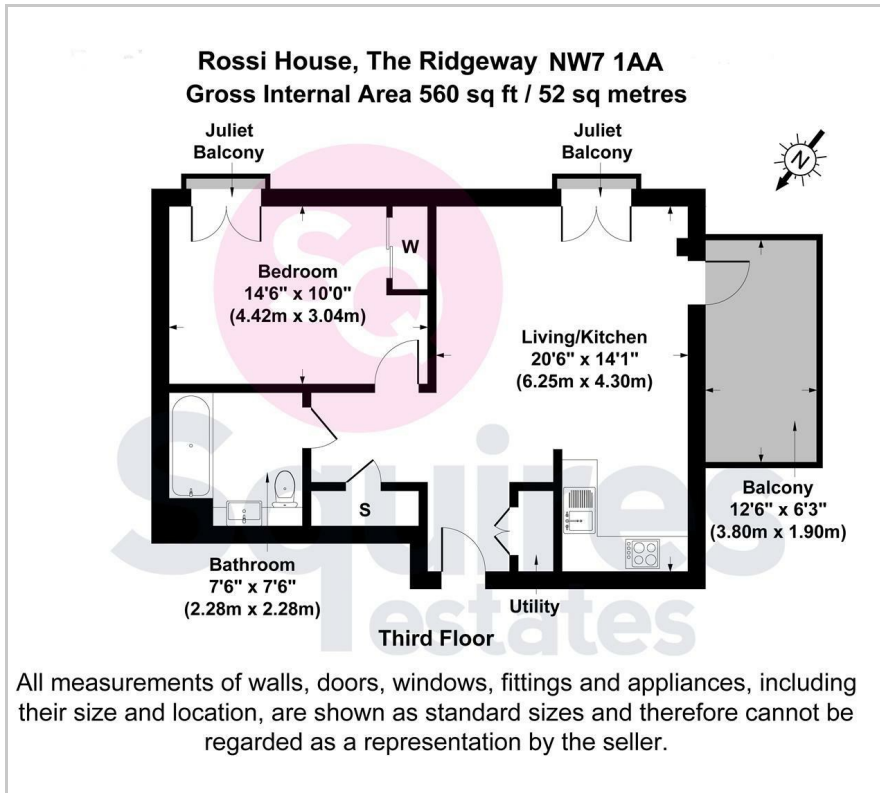 Rossi House, The Ridgeway NW7 1AA
Gross Internal Area 560 sq ft / 52 sq metres
Juliet
Balcony
Juliet
Balcony
N
SQ
W
Bedroom
14'6" x 10'0"
(4.42m x 3.04m)
Living/Kitchen
20'6" x 14'1"
(6.25m x 4.30m)
Squires
estates
S
Balcony
12'6" x 6'3"
(3.80m x 1.90m)
Bathroom
7'6" x 7'6"
(2.28m x 2.28m)
Utility
Third Floor
All measurements of walls, doors, windows, fittings and appliances, including
their size and location, are shown as standard sizes and therefore cannot be
regarded as a representation by the seller.